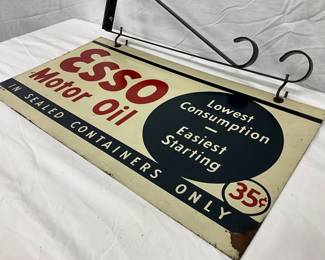 Esso
Motor Oil
Lowest
Consumption
—
Easiest
Starting
35¢
IN SEALED CONTAINERS ONLY